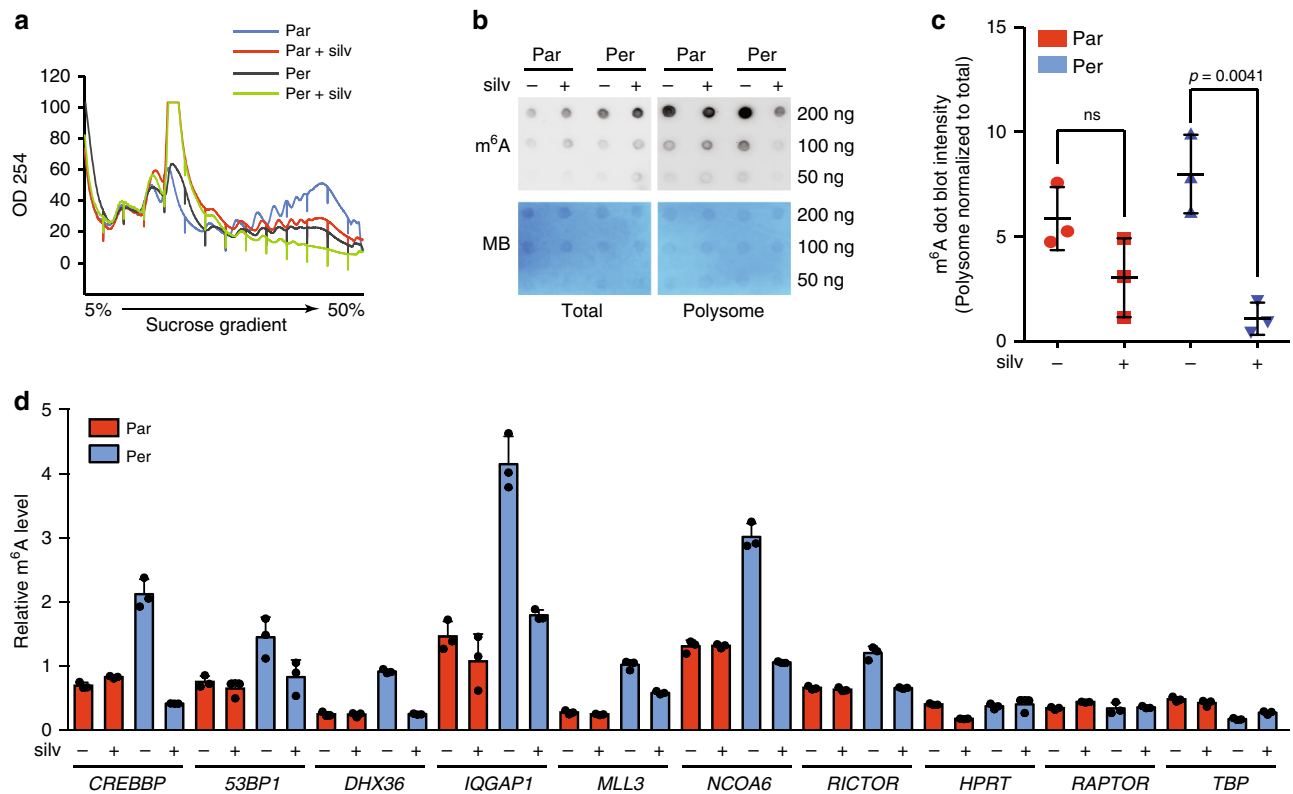 a
Par
Par + silv
Per
Per + silv
OD 254
120
100
80
60
40
20
0
5%
50%
Sucrose gradient
b
Par Per Par Per
silv − + − + − + − +
m⁶A
200 ng
100 ng
50 ng
MB
200 ng
100 ng
50 ng
Total Polysome
c
Par
Per
m⁶A dot blot intensity
(Polysome normalized to total)
15
10
5
0
ns
p = 0.0041
silv − + − +
d
Par
Per
Relative m⁶A level
5
4
3
2
1
0
silv − + − + − + − + − + − + − + − + − + − + − + − + − + − + − + − + − + − + − + − +
CREBBP 53BP1 DHX36 IQGAP1 MLL3 NCOA6 RICTOR HPRT RAPTOR TBP